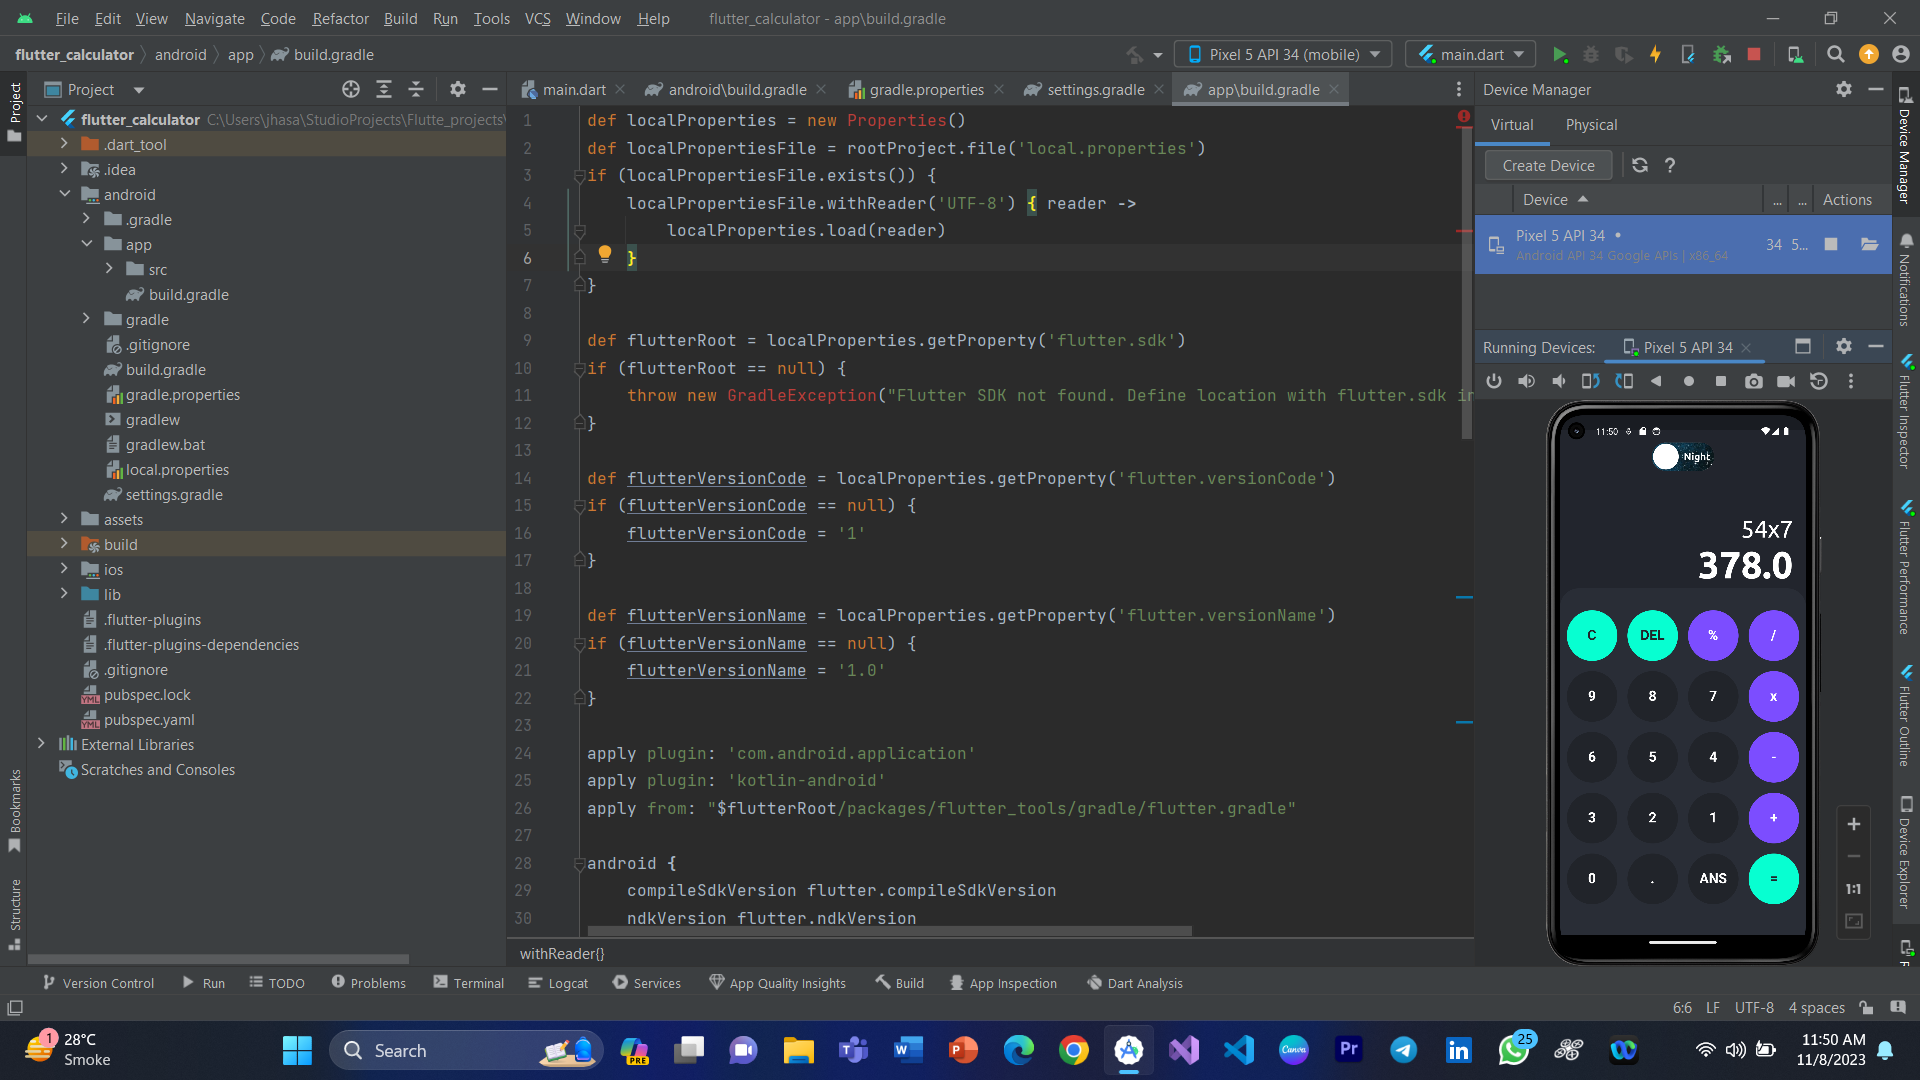 File Edit View Navigate Code Refactor Build Run Tools VCS Window Help flutter_calculator - app\build.gradle
flutter_calculator android app build.gradle Pixel 5 API 34 (mobile) main.dart
Project
Project
flutter_calculator C:\Users\jhasa\StudioProjects\Flutte_projects\
.dart_tool
.idea
android
.gradle
app
src
build.gradle
gradle
.gitignore
build.gradle
gradle.properties
gradlew
gradlew.bat
local.properties
settings.gradle
assets
build
ios
lib
.flutter-plugins
.flutter-plugins-dependencies
.gitignore
pubspec.lock
pubspec.yaml
External Libraries
Scratches and Consoles
Bookmarks
Structure
main.dart android\build.gradle gradle.properties settings.gradle app\build.gradle
1 def localProperties = new Properties()
2 def localPropertiesFile = rootProject.file('local.properties')
3 if (localPropertiesFile.exists()) {
4 localPropertiesFile.withReader('UTF-8') { reader ->
5 localProperties.load(reader)
6 }
7 }
8
9 def flutterRoot = localProperties.getProperty('flutter.sdk')
10 if (flutterRoot == null) {
11 throw new GradleException("Flutter SDK not found. Define location with flutter.sdk in
12 }
13
14 def flutterVersionCode = localProperties.getProperty('flutter.versionCode')
15 if (flutterVersionCode == null) {
16 flutterVersionCode = '1'
17 }
18
19 def flutterVersionName = localProperties.getProperty('flutter.versionName')
20 if (flutterVersionName == null) {
21 flutterVersionName = '1.0'
22 }
23
24 apply plugin: 'com.android.application'
25 apply plugin: 'kotlin-android'
26 apply from: "$flutterRoot/packages/flutter_tools/gradle/flutter.gradle"
27
28 android {
29 compileSdkVersion flutter.compileSdkVersion
30 ndkVersion flutter.ndkVersion
withReader{}
Device Manager
Virtual Physical
Create Device ?
Device ... ... Actions
Pixel 5 API 34 34 5...
Android API 34 Google APIs | x86_64
Running Devices: Pixel 5 API 34
11:50
Night
54x7
378.0
C DEL % /
9 8 7 x
6 5 4 -
3 2 1 +
0 . ANS =
1:1
Device Manager
Notifications
Flutter Inspector
Flutter Performance
Flutter Outline
Device Explorer
Version Control Run TODO Problems Terminal Logcat Services App Quality Insights Build App Inspection Dart Analysis
6:6 LF UTF-8 4 spaces
1 28°C
Smoke
Search
PRE
Canva
Pr
25
11:50 AM
11/8/2023